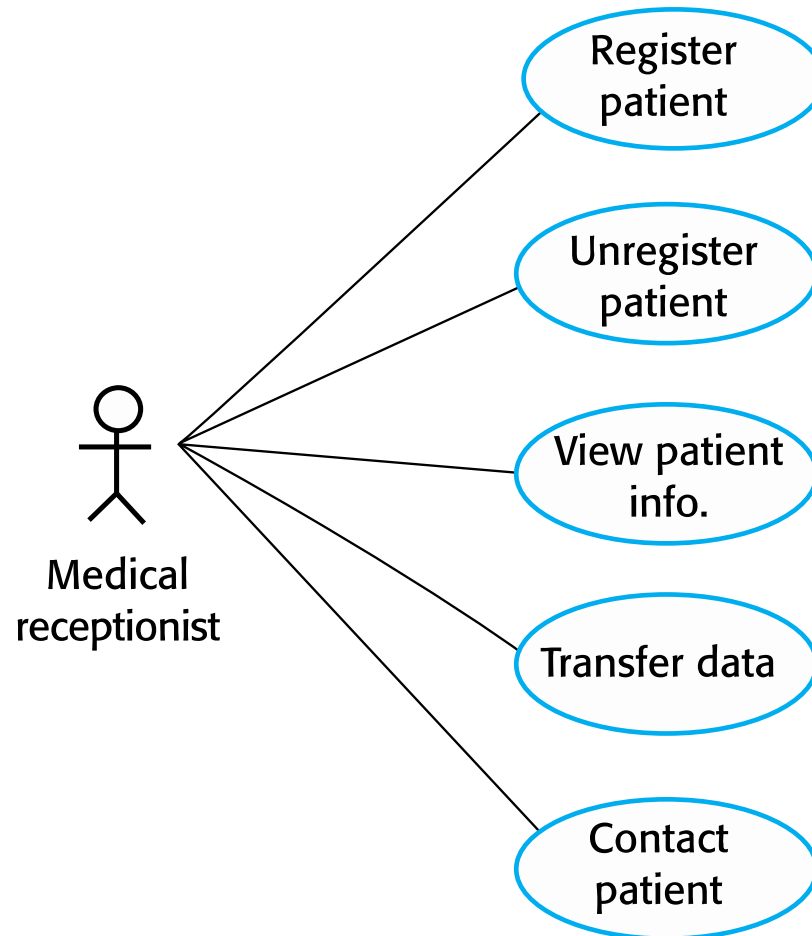 Register
patient
Unregister
patient
View patient
info.
Medical
receptionist
Transfer data
Contact
patient